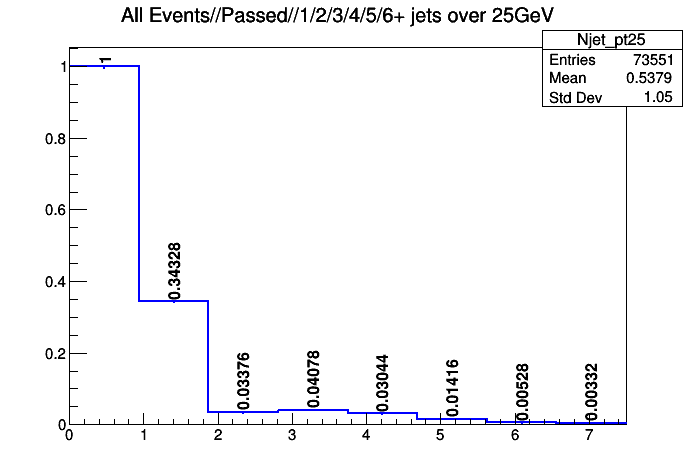 All Events//Passed//1/2/3/4/5/6+ jets over 25GeV
Njet_pt25
Entries 73551
Mean 0.5379
Std Dev 1.05
1
0.8
0.6
0.4
0.2
0
1
0.34328
0.03376
0.04078
0.03044
0.01416
0.00528
0.00332
0 1 2 3 4 5 6 7